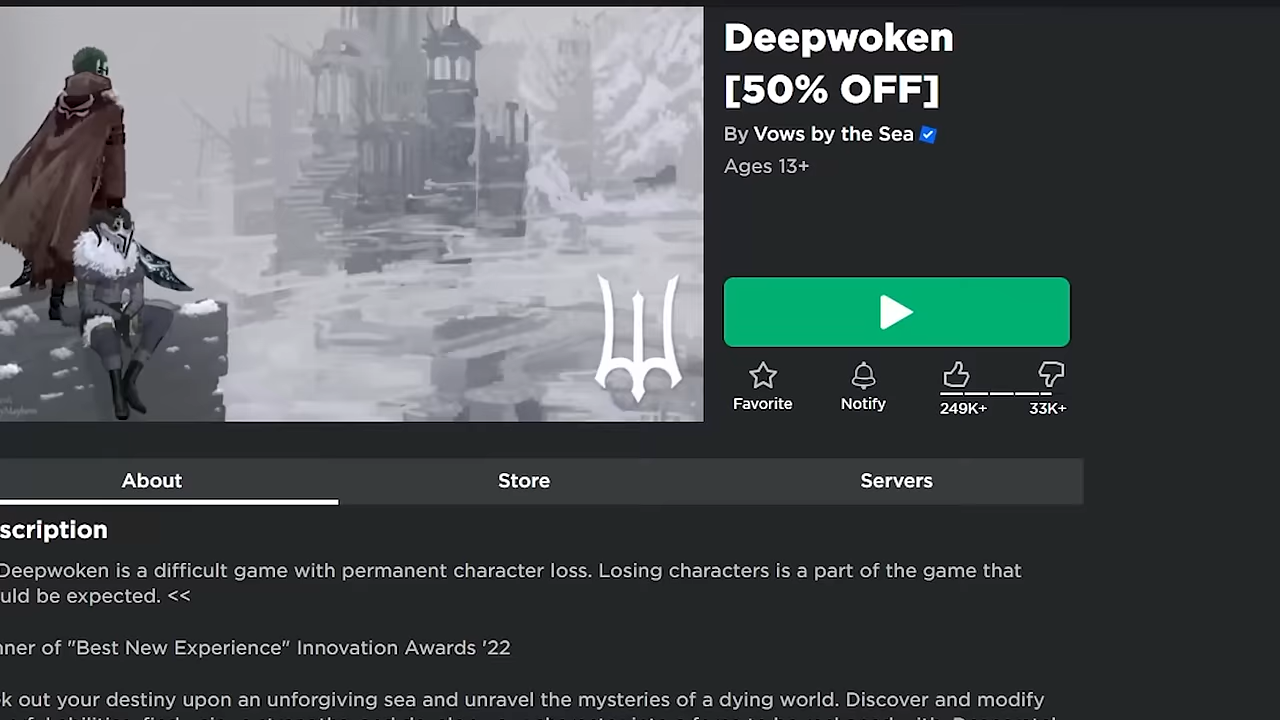 Deepwoken
[50% OFF]
By Vows by the Sea
Ages 13+
Favorite
Notify
249K+
33K+
About
Store
Servers
scription
Deepwoken is a difficult game with permanent character loss. Losing characters is a part of the game that
uld be expected. <<
nner of "Best New Experience" Innovation Awards '22
k out your destiny upon an unforgiving sea and unravel the mysteries of a dying world. Discover and modify